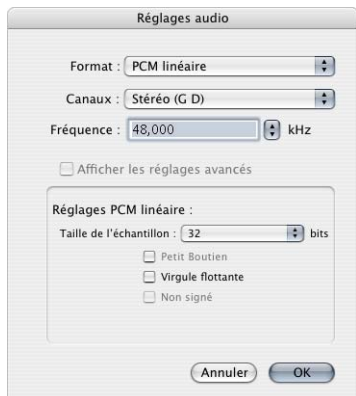 Réglages audio
Format : PCM linéaire
Canaux : Stéréo (G D)
Fréquence : 48,000 kHz
Afficher les réglages avancés
Réglages PCM linéaire :
Taille de l'échantillon : 32 bits
Petit Boutien
Virgule flottante
Non signé
Annuler OK